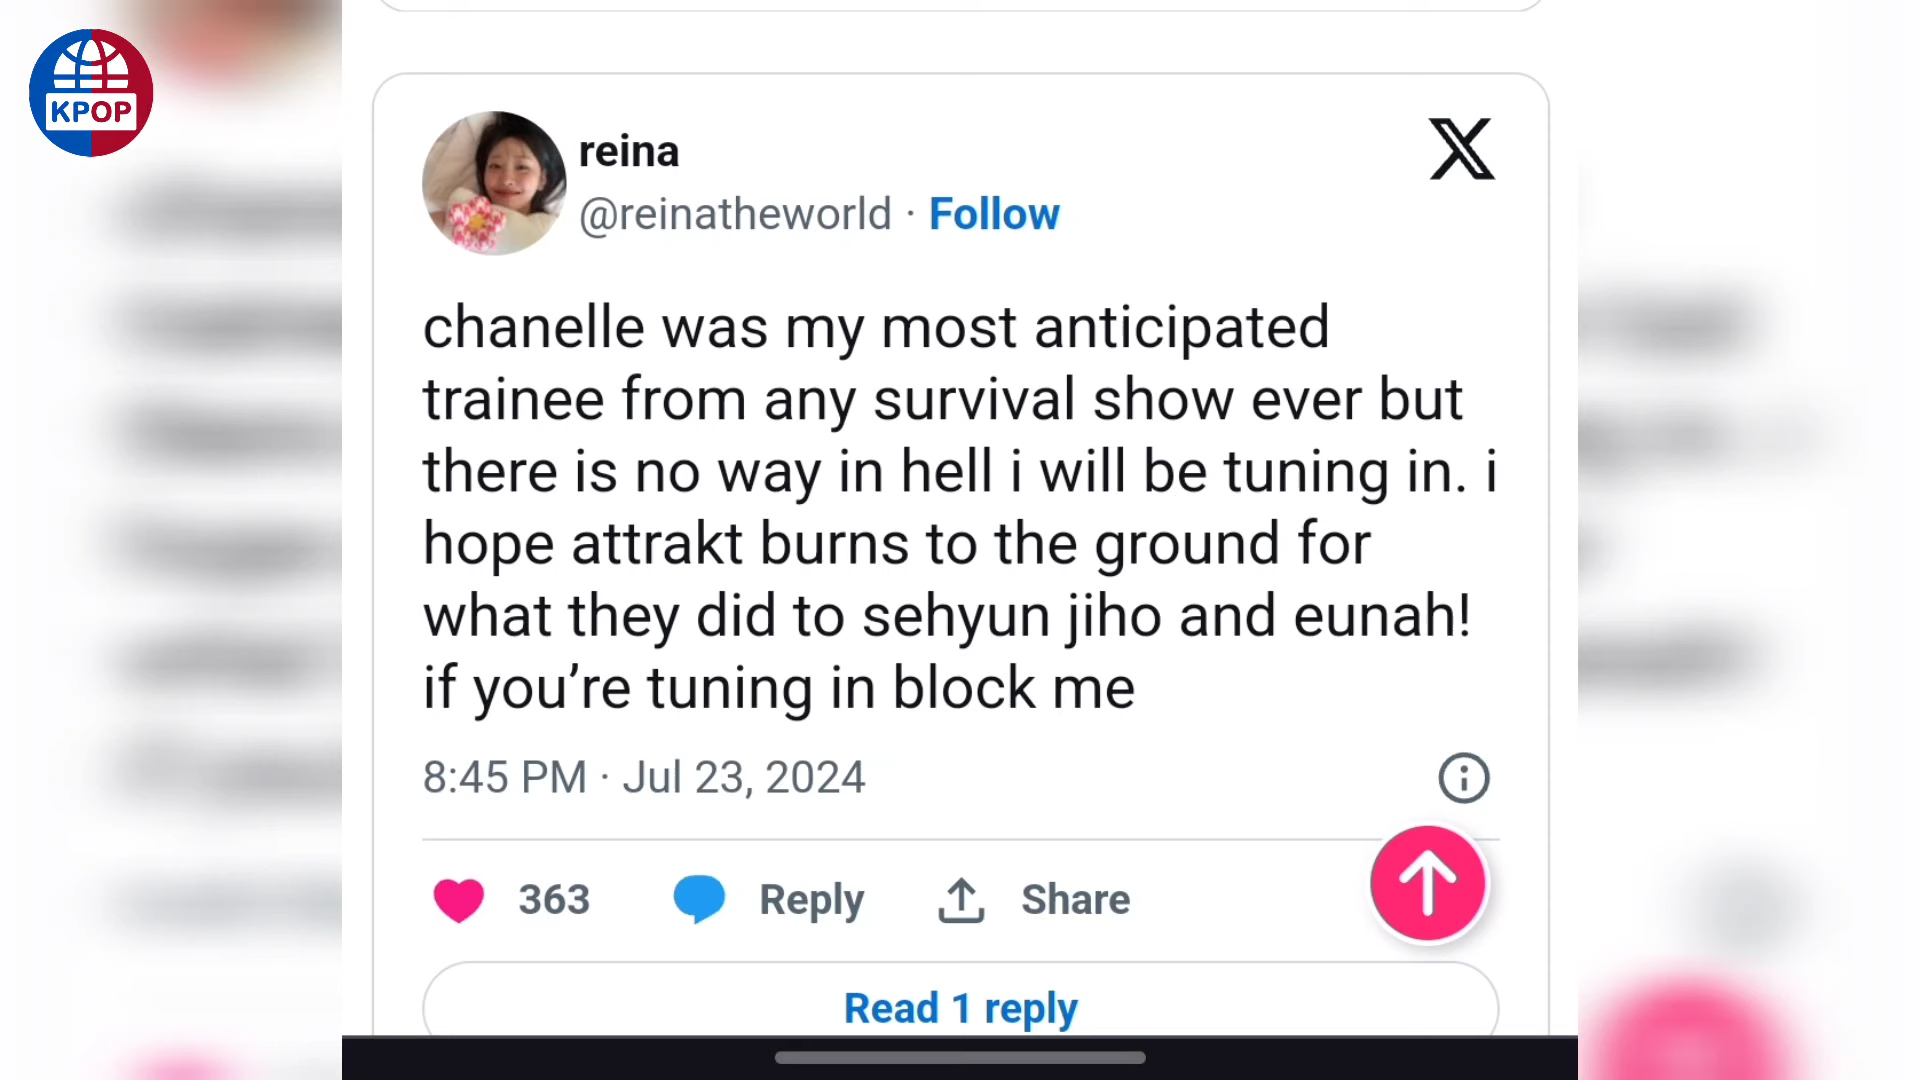 KPOP
reina
@reinatheworld · Follow
chanelle was my most anticipated
trainee from any survival show ever but
there is no way in hell i will be tuning in. i
hope attrakt burns to the ground for
what they did to sehyun jiho and eunah!
if you’re tuning in block me
8:45 PM · Jul 23, 2024
363 Reply Share
Read 1 reply